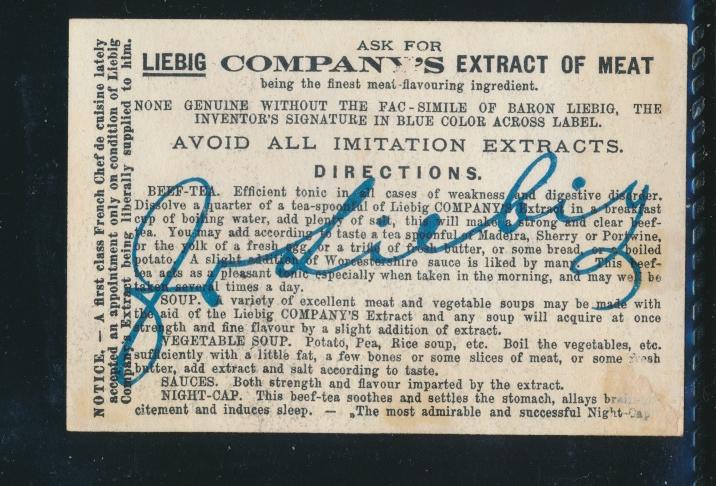 ASK FOR
LIEBIG COMPANY'S EXTRACT OF MEAT
being the finest meat-flavouring ingredient.
NONE GENUINE WITHOUT THE FAC-SIMILE OF BARON LIEBIG, THE
INVENTOR'S SIGNATURE IN BLUE COLOR ACROSS LABEL.
AVOID ALL IMITATION EXTRACTS.
DIRECTIONS.
BEEF-TEA. Efficient tonic in all cases of weakness and digestive disorder.
Dissolve a quarter of a tea-spoonful of Liebig COMPANY'S Extract in a breakfast
cup of boiling water, add plenty of salt, this will make a strong and clear beef-
tea. You may add according to taste a tea spoonful of Madeira, Sherry or Portwine,
or the yolk of a fresh egg, or a trifle of fresh butter, or some bread, or a boiled
potato. A slight addition of Worcestershire sauce is liked by many. This beef-
tea acts as a pleasant tonic especially when taken in the morning, and may well be
taken several times a day.
SOUP. A variety of excellent meat and vegetable soups may be made with
the aid of the Liebig COMPANY'S Extract and any soup will acquire at once
strength and fine flavour by a slight addition of extract.
VEGETABLE SOUP. Potato, Pea, Rice soup, etc. Boil the vegetables, etc.
sufficiently with a little fat, a few bones or some slices of meat, or some fresh
butter, add extract and salt according to taste.
SAUCES. Both strength and flavour imparted by the extract.
NIGHT-CAP. This beef-tea soothes and settles the stomach, allays
citement and induces sleep. — „The most admirable and successful Night-Cap
J v Liebig
NOTICE. — A first class French Chef de cuisine lately
accepted an appointment only on condition of Liebig
Company's Extract being liberally supplied to him.